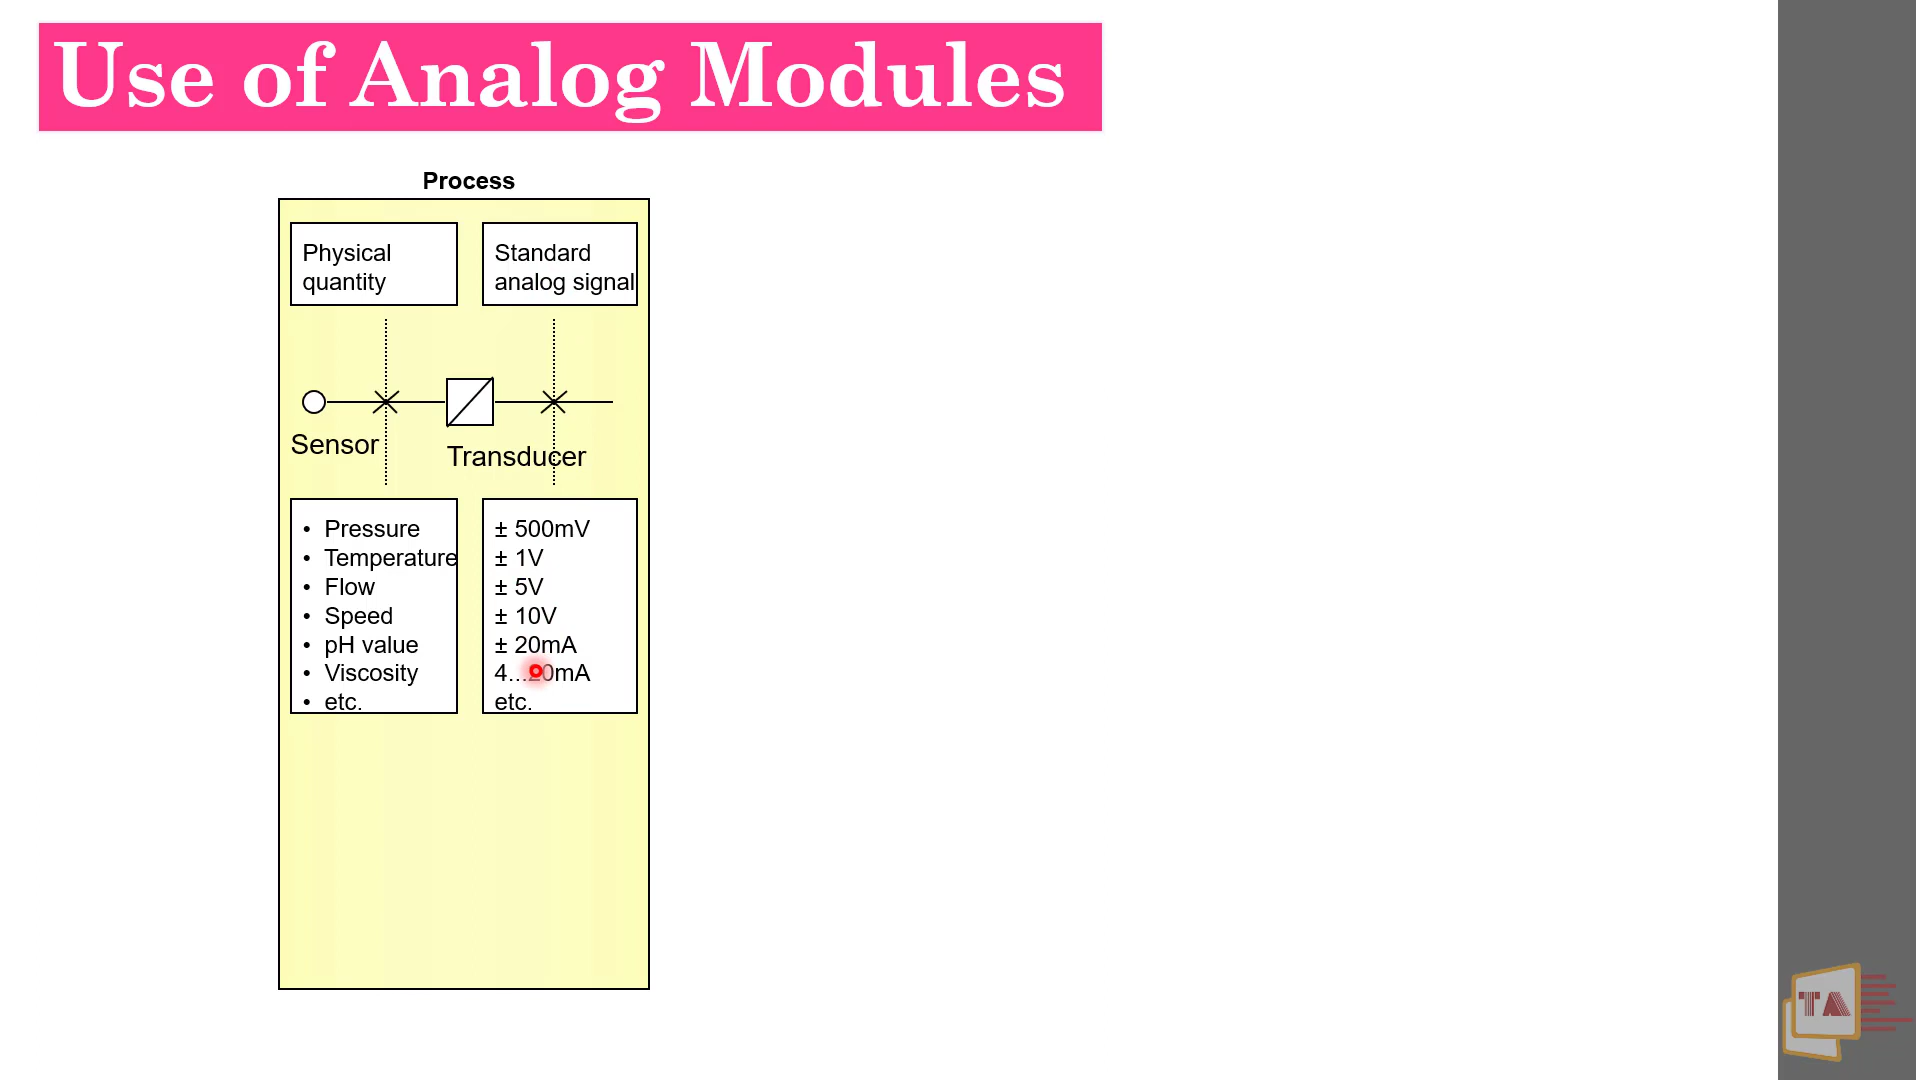 Use of Analog Modules
Process
Physical
quantity
Standard
analog signal
Sensor
Transducer
• Pressure
• Temperature
• Flow
• Speed
• pH value
• Viscosity
• etc.
± 500mV
± 1V
± 5V
± 10V
± 20mA
4...20mA
etc.
TA